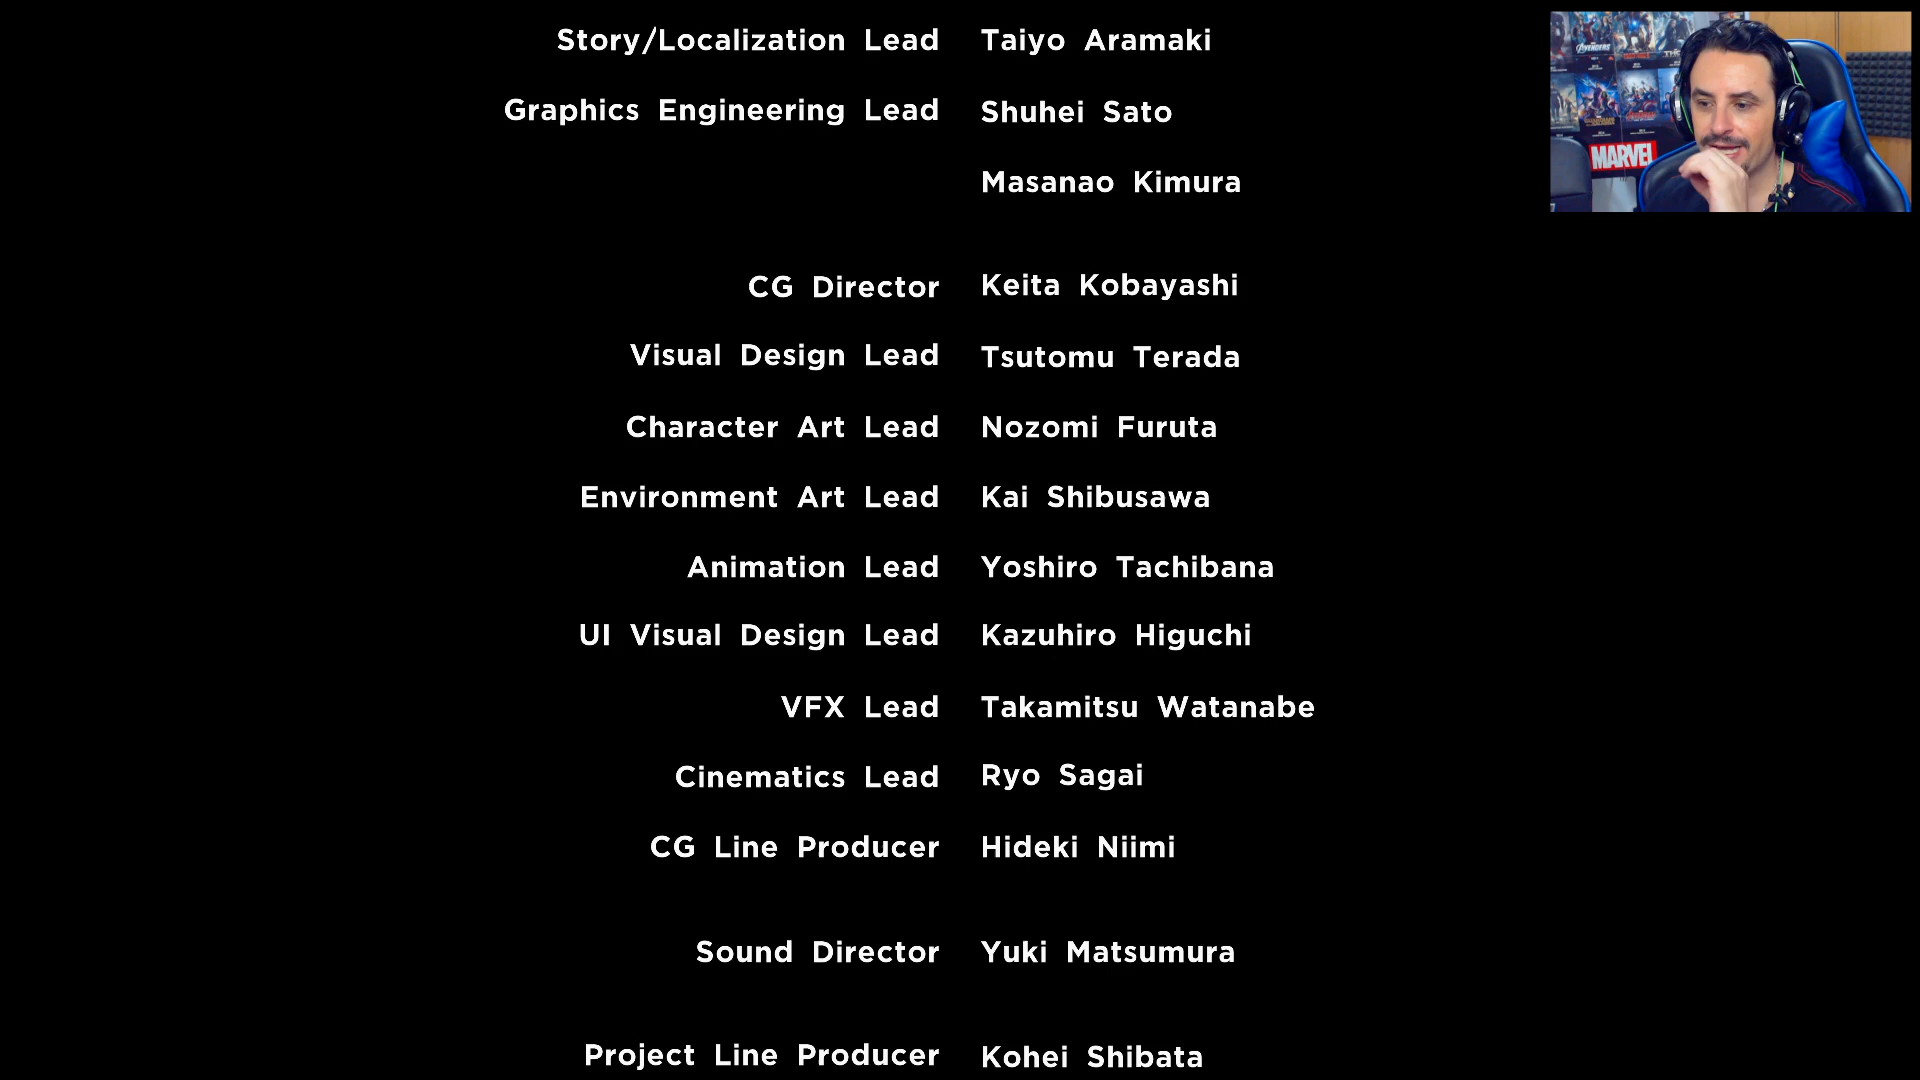 Story/Localization Lead Taiyo Aramaki
Graphics Engineering Lead Shuhei Sato
Masanao Kimura
CG Director Keita Kobayashi
Visual Design Lead Tsutomu Terada
Character Art Lead Nozomi Furuta
Environment Art Lead Kai Shibusawa
Animation Lead Yoshiro Tachibana
UI Visual Design Lead Kazuhiro Higuchi
VFX Lead Takamitsu Watanabe
Cinematics Lead Ryo Sagai
CG Line Producer Hideki Niimi
Sound Director Yuki Matsumura
Project Line Producer Kohei Shibata
AVENGERS
MARVEL